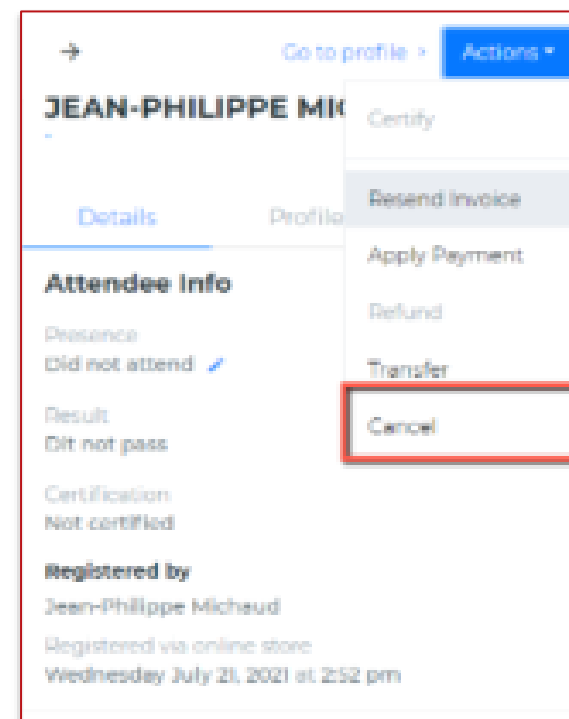 → Go to profile > Actions
JEAN-PHILIPPE MIC
-
Certify
Details Profile
Resend Invoice
Apply Payment
Attendee Info
Refund
Presence
Did not attend
Transfer
Result
Dit not pass
Cancel
Certification
Not certified
Registered by
Jean-Philippe Michaud
Registered via online store
Wednesday July 21, 2021 at 2:52 pm